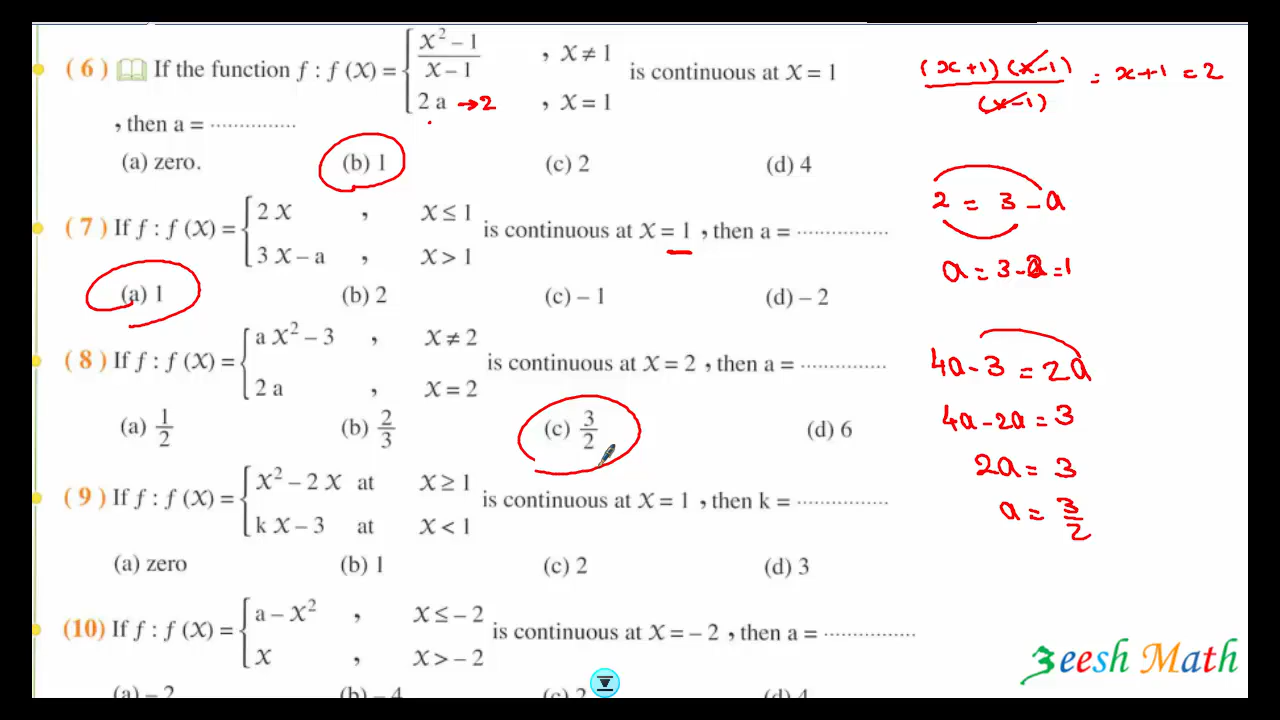 (6) If the function f : f (X) = { X² – 1 / X – 1 , X ≠ 1
2 a → 2 , X = 1 is continuous at X = 1
, then a = ...............
(a) zero. (b) 1 (c) 2 (d) 4
(x+1)(x-1) / (x-1) = x+1 = 2
(7) If f : f (X) = { 2 X , X ≤ 1
3 X – a , X > 1 is continuous at X = 1 , then a = ...............
(a) 1 (b) 2 (c) – 1 (d) – 2
2 = 3 - a
a = 3-2 = 1
(8) If f : f (X) = { a X² – 3 , X ≠ 2
2 a , X = 2 is continuous at X = 2 , then a = ...............
(a) 1/2 (b) 2/3 (c) 3/2 (d) 6
4a - 3 = 2a
4a - 2a = 3
2a = 3
a = 3/2
(9) If f : f (X) = { X² – 2 X at X ≥ 1
k X – 3 at X < 1 is continuous at X = 1 , then k = ...............
(a) zero (b) 1 (c) 2 (d) 3
(10) If f : f (X) = { a – X² , X ≤ – 2
X , X > – 2 is continuous at X = – 2 , then a = ...............
(a) – 2 (b) – 4 (c) 2 (d) 4
Zeesh Math